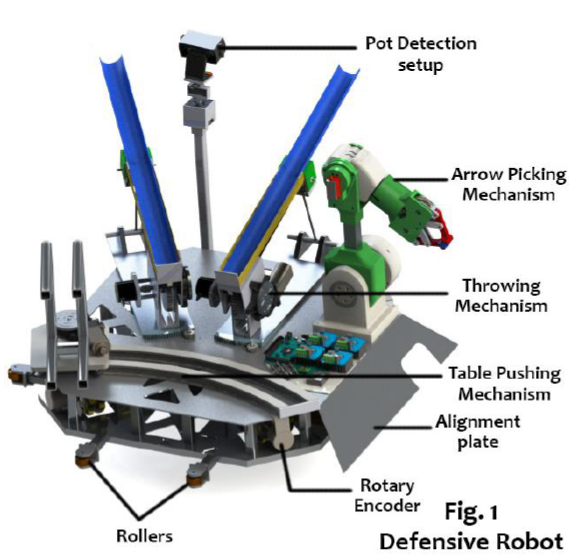 Pot Detection
setup
Arrow Picking
Mechanism
Throwing
Mechanism
Table Pushing
Mechanism
Alignment
plate
Rotary
Encoder
Rollers
Fig. 1
Defensive Robot